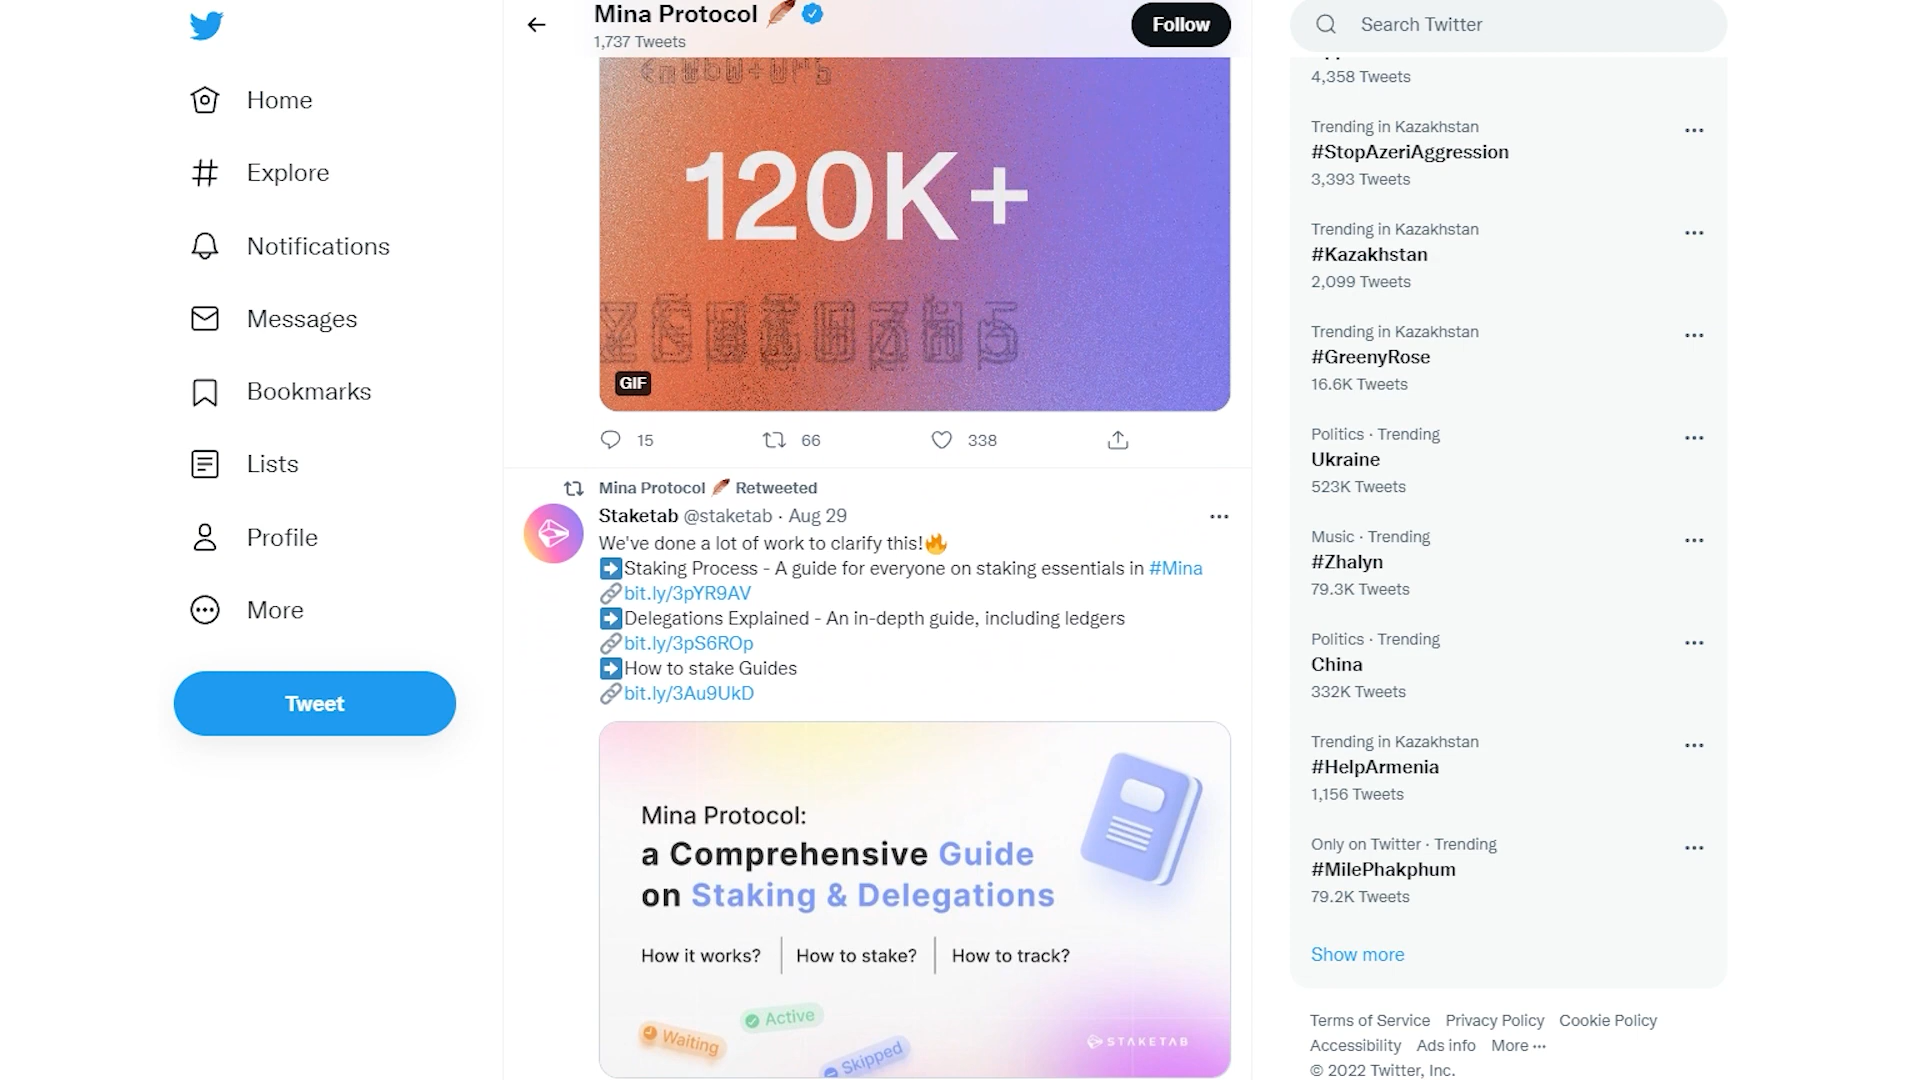 Home
Explore
Notifications
Messages
Bookmarks
Lists
Profile
More
Tweet
Mina Protocol
1,737 Tweets
Follow
120K+
GIF
15
66
338
Mina Protocol Retweeted
Staketab @staketab · Aug 29
We've done a lot of work to clarify this!🔥
➡️Staking Process - A guide for everyone on staking essentials in #Mina
🔗bit.ly/3pYR9AV
➡️Delegations Explained - An in-depth guide, including ledgers
🔗bit.ly/3pS6ROp
➡️How to stake Guides
🔗bit.ly/3Au9UkD
Mina Protocol:
a Comprehensive Guide
on Staking & Delegations
How it works? How to stake? How to track?
Active
Waiting
Skipped
STAKETAB
Search Twitter
4,358 Tweets
Trending in Kazakhstan
#StopAzeriAggression
3,393 Tweets
Trending in Kazakhstan
#Kazakhstan
2,099 Tweets
Trending in Kazakhstan
#GreenyRose
16.6K Tweets
Politics · Trending
Ukraine
523K Tweets
Music · Trending
#Zhalyn
79.3K Tweets
Politics · Trending
China
332K Tweets
Trending in Kazakhstan
#HelpArmenia
1,156 Tweets
Only on Twitter · Trending
#MilePhakphum
79.2K Tweets
Show more
Terms of Service Privacy Policy Cookie Policy
Accessibility Ads info More ···
© 2022 Twitter, Inc.